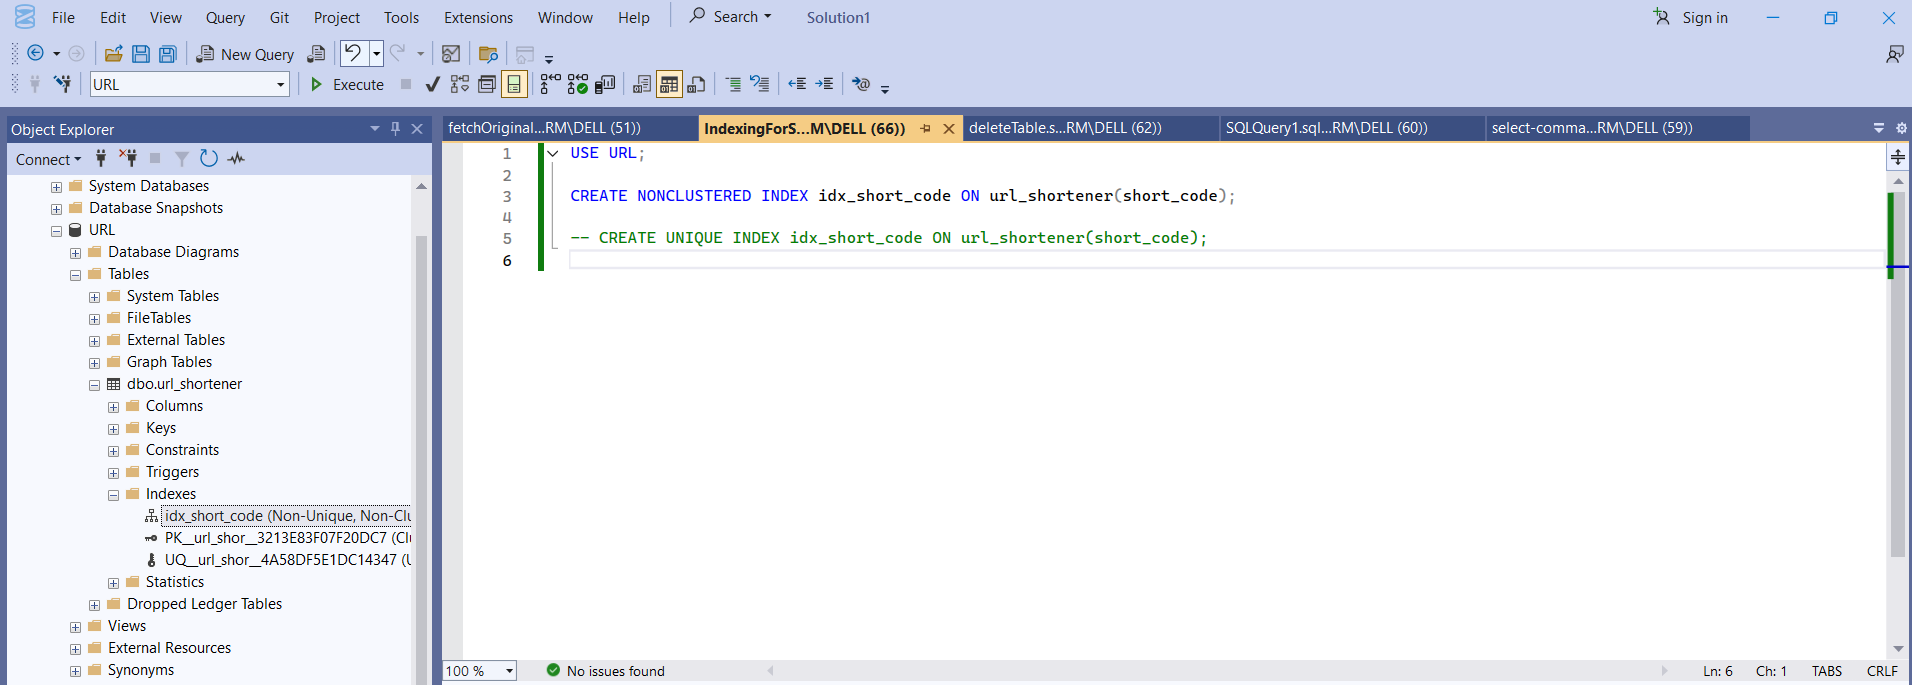 File Edit View Query Git Project Tools Extensions Window Help Search Solution1 Sign in
New Query
URL Execute
Object Explorer
Connect
System Databases
Database Snapshots
URL
Database Diagrams
Tables
System Tables
FileTables
External Tables
Graph Tables
dbo.url_shortener
Columns
Keys
Constraints
Triggers
Indexes
idx_short_code (Non-Unique, Non-Clu
PK__url_shor__3213E83F07F20DC7 (Clu
UQ__url_shor__4A58DF5E1DC14347 (U
Statistics
Dropped Ledger Tables
Views
External Resources
Synonyms
fetchOriginal...RM\DELL (51)) IndexingForS...M\DELL (66)) deleteTable.s...RM\DELL (62)) SQLQuery1.sql...RM\DELL (60)) select-comma...RM\DELL (59))
1 USE URL;
2
3 CREATE NONCLUSTERED INDEX idx_short_code ON url_shortener(short_code);
4
5 -- CREATE UNIQUE INDEX idx_short_code ON url_shortener(short_code);
6
100 % No issues found Ln: 6 Ch: 1 TABS CRLF